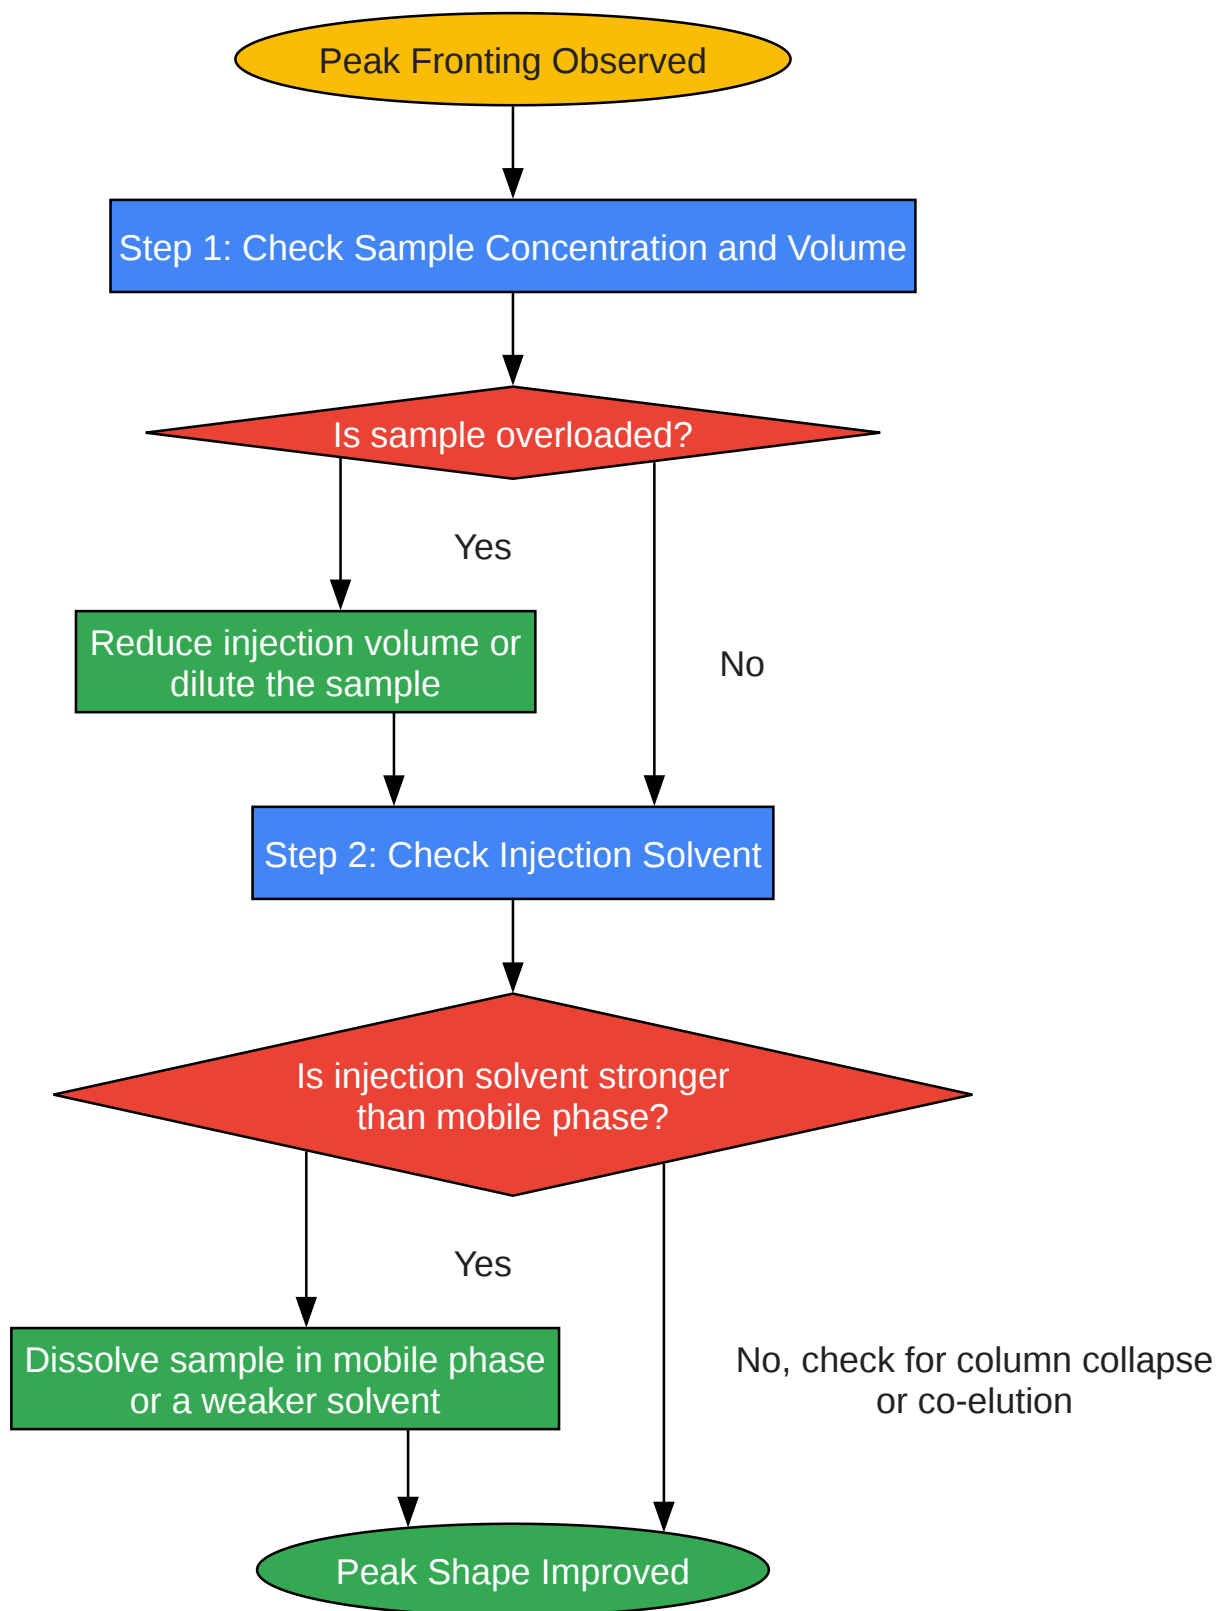 Peak Fronting Observed
Step 1: Check Sample Concentration and Volume
Is sample overloaded?
Yes
Reduce injection volume or
dilute the sample
No
Step 2: Check Injection Solvent
Is injection solvent stronger
than mobile phase?
Yes
Dissolve sample in mobile phase
or a weaker solvent
No, check for column collapse
or co-elution
Peak Shape Improved